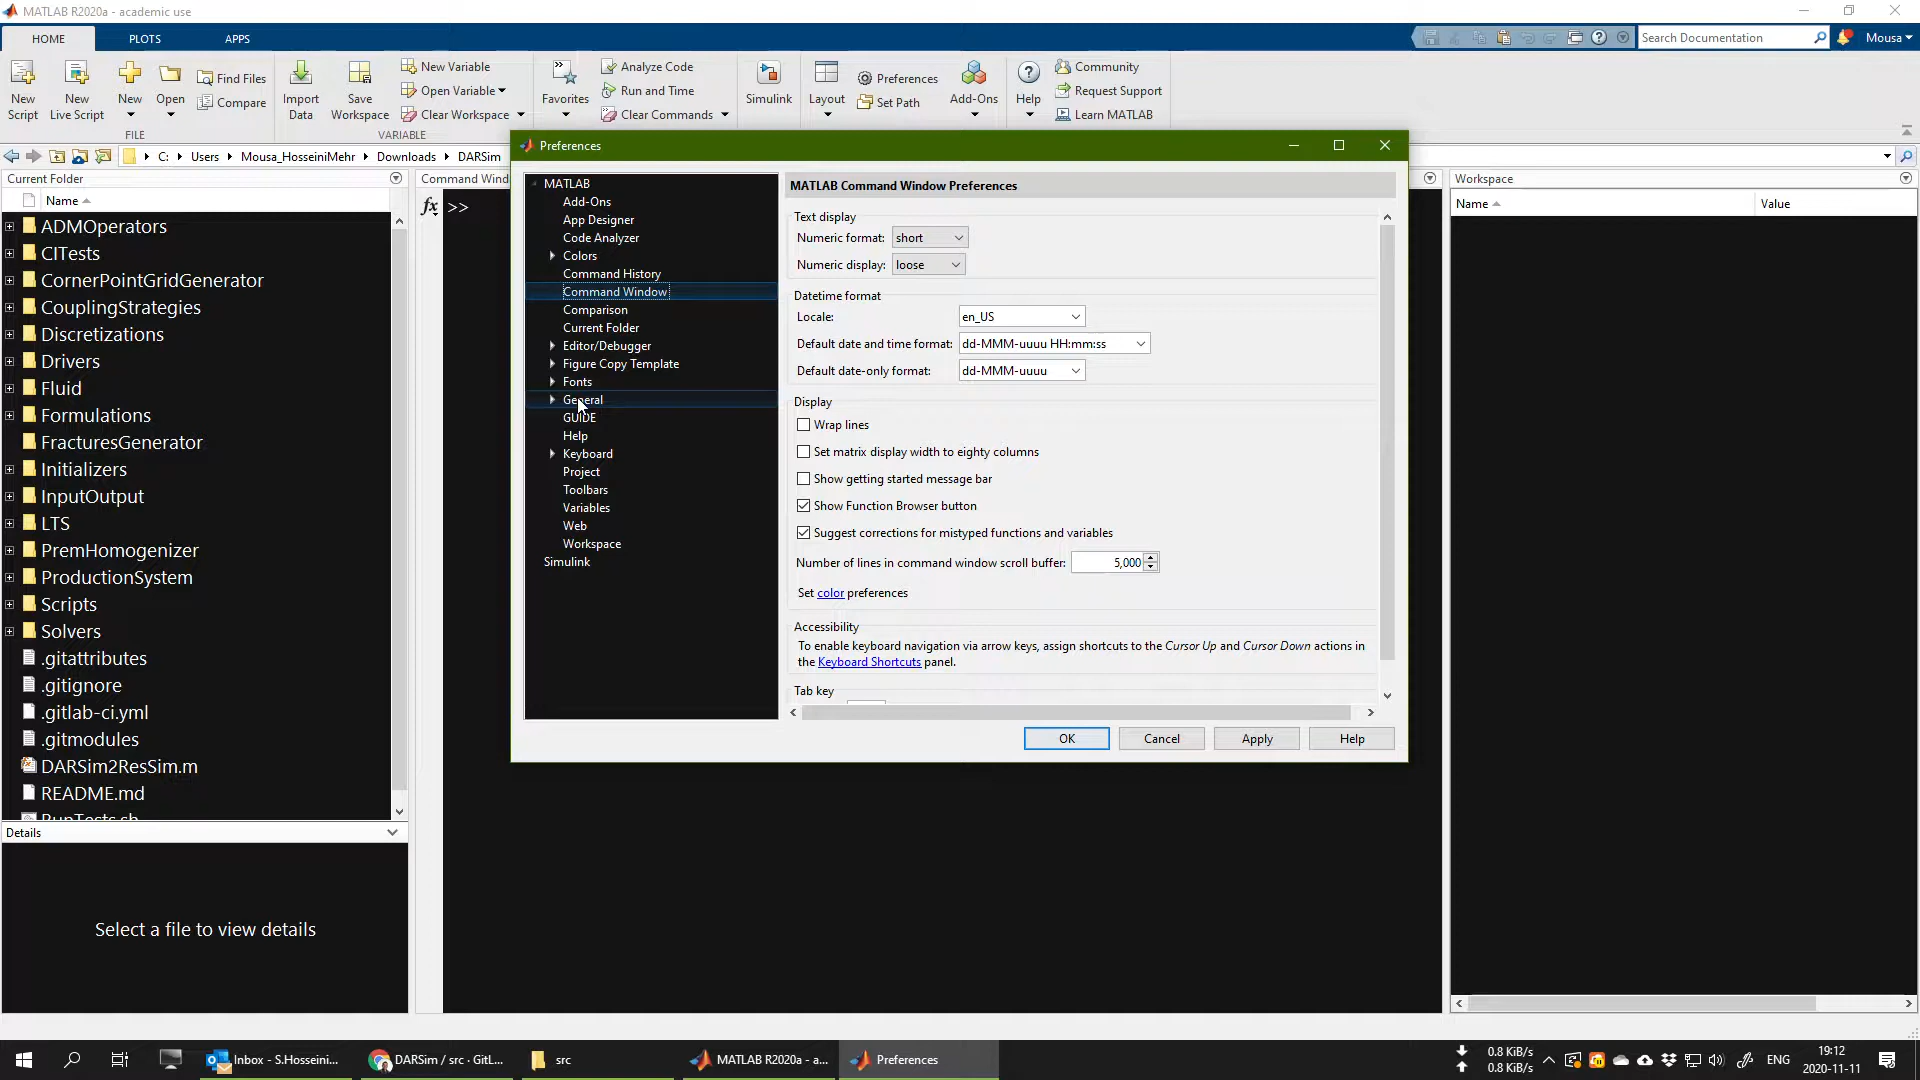 MATLAB R2020a - academic use
HOME PLOTS APPS
Search Documentation Mousa
New Script
New Live Script
New
Open
Find Files
Compare
FILE
Import Data
Save Workspace
New Variable
Open Variable
Clear Workspace
VARIABLE
Favorites
Analyze Code
Run and Time
Clear Commands
Simulink
Layout
Preferences
Set Path
Add-Ons
Help
Community
Request Support
Learn MATLAB
C: Users Mousa_HosseiniMehr Downloads DARSim
Current Folder
Name
ADMOperators
CITests
CornerPointGridGenerator
CouplingStrategies
Discretizations
Drivers
Fluid
Formulations
FracturesGenerator
Initializers
InputOutput
LTS
PremHomogenizer
ProductionSystem
Scripts
Solvers
.gitattributes
.gitignore
.gitlab-ci.yml
.gitmodules
DARSim2ResSim.m
README.md
RunTests.sh
Details
Select a file to view details
Command Wind
fx >>
Preferences
MATLAB
Add-Ons
App Designer
Code Analyzer
Colors
Command History
Command Window
Comparison
Current Folder
Editor/Debugger
Figure Copy Template
Fonts
General
GUIDE
Help
Keyboard
Project
Toolbars
Variables
Web
Workspace
Simulink
MATLAB Command Window Preferences
Text display
Numeric format: short
Numeric display: loose
Datetime format
Locale: en_US
Default date and time format: dd-MMM-uuuu HH:mm:ss
Default date-only format: dd-MMM-uuuu
Display
Wrap lines
Set matrix display width to eighty columns
Show getting started message bar
Show Function Browser button
Suggest corrections for mistyped functions and variables
Number of lines in command window scroll buffer: 5,000
Set color preferences
Accessibility
To enable keyboard navigation via arrow keys, assign shortcuts to the Cursor Up and Cursor Down actions in
the Keyboard Shortcuts panel.
Tab key
OK Cancel Apply Help
Workspace
Name Value
Inbox - S.Hosseini...
DARSim / src · GitL...
src
MATLAB R2020a - a...
Preferences
0.8 KiB/s
0.8 KiB/s
ENG
19:12
2020-11-11